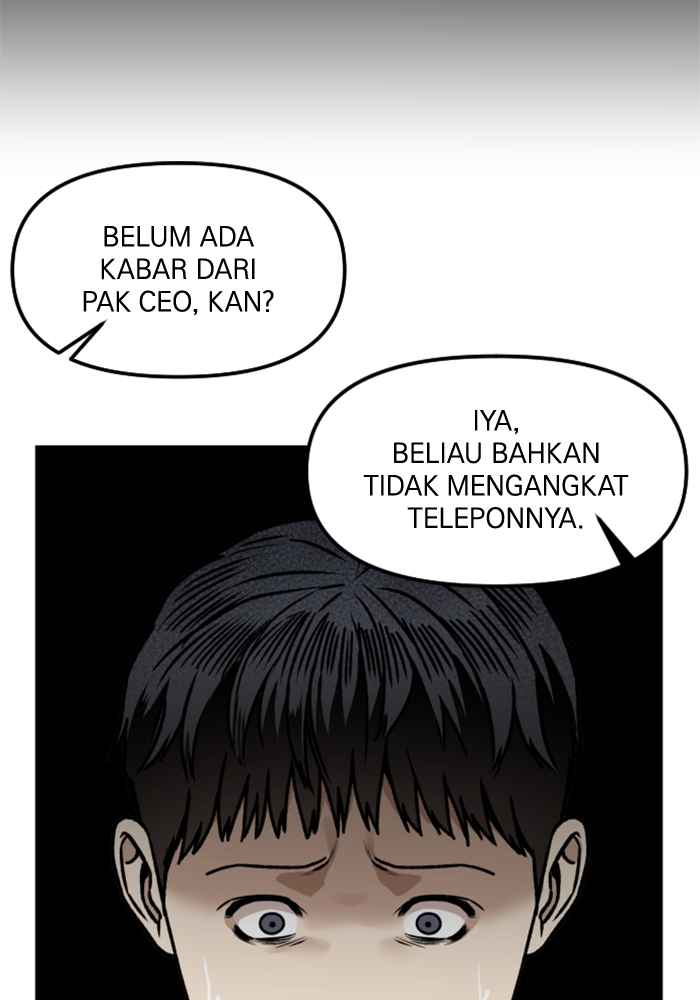 BELUM ADA
KABAR DARI
PAK CEO, KAN?
IYA,
BELIAU BAHKAN
TIDAK MENGANGKAT
TELEPONNYA.